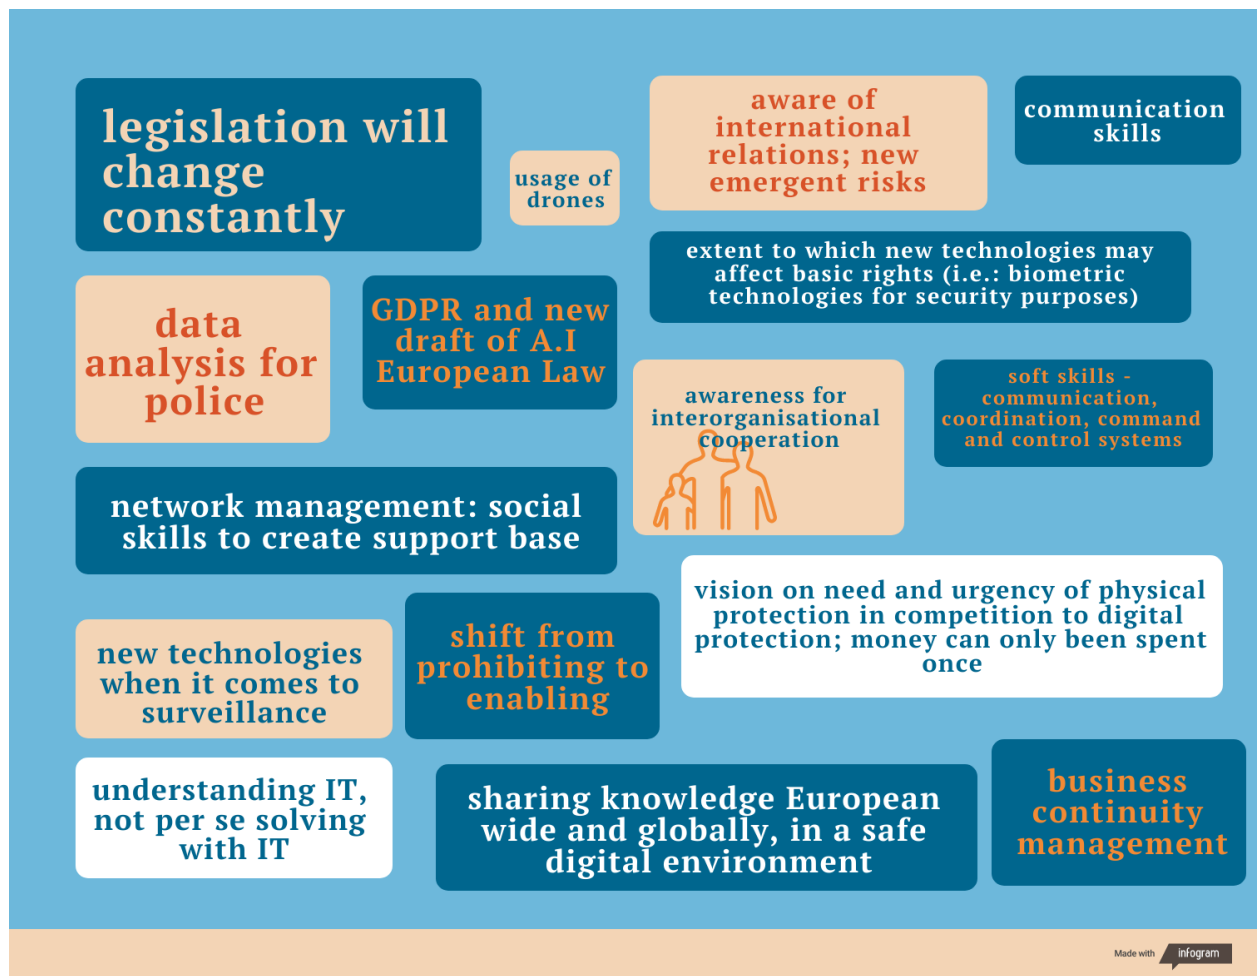 legislation will
change
constantly
usage of
drones
aware of
international
relations; new
emergent risks
communication
skills
extent to which new technologies may
affect basic rights (i.e.: biometric
technologies for security purposes)
data
analysis for
police
GDPR and new
draft of A.I
European Law
awareness for
interorganisational
cooperation
soft skills -
communication,
coordination, command
and control systems
network management: social
skills to create support base
vision on need and urgency of physical
protection in competition to digital
protection; money can only been spent
once
new technologies
when it comes to
surveillance
shift from
prohibiting to
enabling
understanding IT,
not per se solving
with IT
sharing knowledge European
wide and globally, in a safe
digital environment
business
continuity
management
Made with infogram